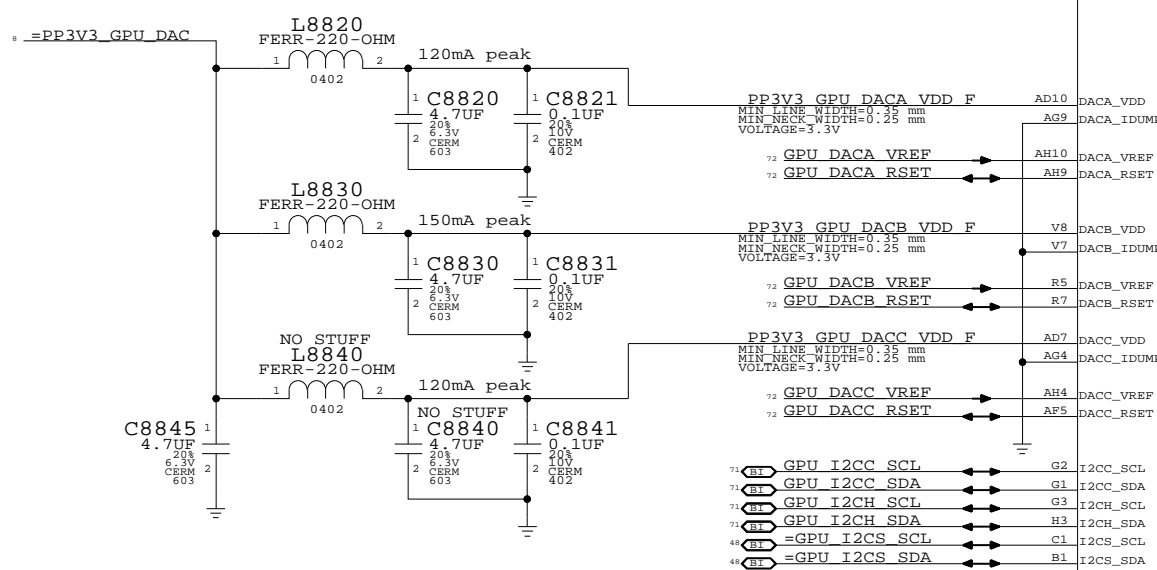 8 =PP3V3_GPU_DAC
L8820
FERR-220-OHM
1 2
0402
120mA peak
1 C8820
4.7UF
20%
6.3V
2 CERM
603
1 C8821
0.1UF
20%
10V
2 CERM
402
PP3V3_GPU_DACA_VDD_F AD10 DACA_VDD
MIN_LINE_WIDTH=0.35 mm
MIN_NECK_WIDTH=0.25 mm
VOLTAGE=3.3V
AG9 DACA_IDUMP
72 GPU_DACA_VREF AH10 DACA_VREF
72 GPU_DACA_RSET AH9 DACA_RSET
L8830
FERR-220-OHM
1 2
0402
150mA peak
1 C8830
4.7UF
20%
6.3V
2 CERM
603
1 C8831
0.1UF
20%
10V
2 CERM
402
PP3V3_GPU_DACB_VDD_F V8 DACB_VDD
MIN_LINE_WIDTH=0.35 mm
MIN_NECK_WIDTH=0.25 mm
VOLTAGE=3.3V
V7 DACB_IDUMP
72 GPU_DACB_VREF R5 DACB_VREF
72 GPU_DACB_RSET R7 DACB_RSET
NO STUFF
L8840
FERR-220-OHM
1 2
0402
120mA peak
NO STUFF
1 C8840
4.7UF
20%
6.3V
2 CERM
603
1 C8841
0.1UF
20%
10V
2 CERM
402
C8845 1
4.7UF
20%
6.3V
CERM 2
603
PP3V3_GPU_DACC_VDD_F AD7 DACC_VDD
MIN_LINE_WIDTH=0.35 mm
MIN_NECK_WIDTH=0.25 mm
VOLTAGE=3.3V
AG4 DACC_IDUMP
72 GPU_DACC_VREF AH4 DACC_VREF
72 GPU_DACC_RSET AF5 DACC_RSET
71 BI GPU_I2CC_SCL G2 I2CC_SCL
71 BI GPU_I2CC_SDA G1 I2CC_SDA
71 BI GPU_I2CH_SCL G3 I2CH_SCL
71 BI GPU_I2CH_SDA H3 I2CH_SDA
48 BI =GPU_I2CS_SCL C1 I2CS_SCL
48 BI =GPU_I2CS_SDA B1 I2CS_SDA